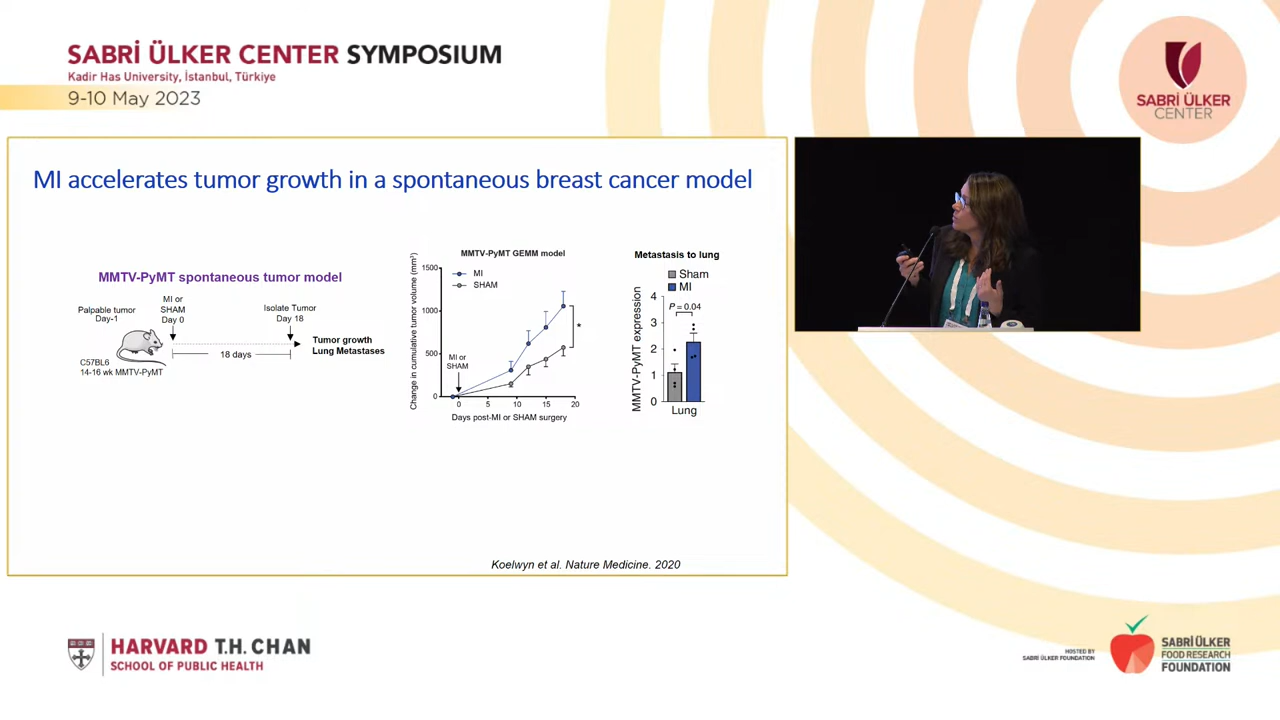 SABRİ ÜLKER CENTER SYMPOSIUM
Kadir Has University, İstanbul, Türkiye
9-10 May 2023
SABRİ ÜLKER
CENTER
MI accelerates tumor growth in a spontaneous breast cancer model
MMTV-PyMT spontaneous tumor model
Palpable tumor
Day-1
MI or
SHAM
Day 0
Isolate Tumor
Day 18
18 days
Tumor growth
Lung Metastases
C57BL6
14-16 wk MMTV-PyMT
MMTV-PyMT GEMM model
MI
SHAM
Change in cumulative tumor volume (mm³)
1500
1000
500
0
MI or
SHAM
*
0 5 10 15 20
Days post-MI or SHAM surgery
Metastasis to lung
Sham
MI
MMTV-PyMT expression
P = 0.04
4
3
2
1
0
Lung
Koelwyn et al. Nature Medicine. 2020
HARVARD T.H. CHAN
SCHOOL OF PUBLIC HEALTH
HOSTED BY
SABRİ ÜLKER FOUNDATION
SABRİ ÜLKER
FOOD RESEARCH
FOUNDATION